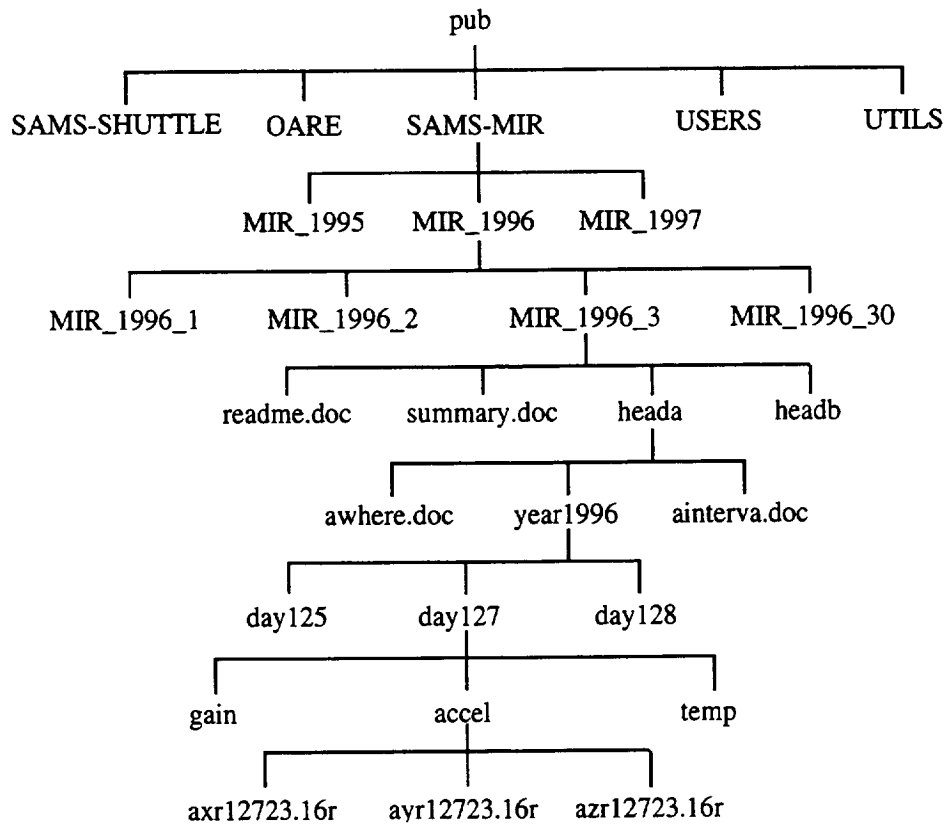 pub
SAMS-SHUTTLE OARE SAMS-MIR USERS UTILS
MIR_1995 MIR_1996 MIR_1997
MIR_1996_1 MIR_1996_2 MIR_1996_3 MIR_1996_30
readme.doc summary.doc heada headb
awhere.doc year1996 ainterva.doc
day125 day127 day128
gain accel temp
axr12723.16r ayr12723.16r azr12723.16r